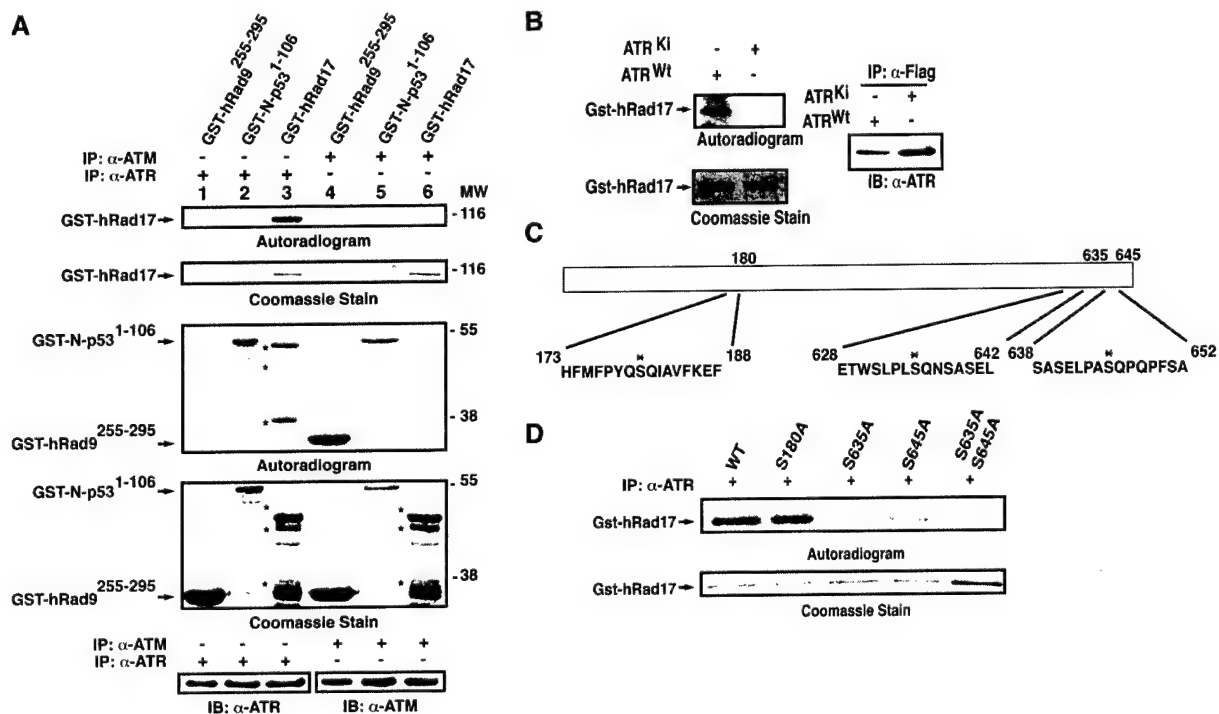 A
GST-hRad9 255-295
GST-N-p53 1-106
GST-hRad17
GST-hRad9 255-295
GST-N-p53 1-106
GST-hRad17
IP: α-ATM - - - + + +
IP: α-ATR + + + - - -
1 2 3 4 5 6 MW
GST-hRad17 - 116
Autoradiogram
GST-hRad17 - 116
Coomassie Stain
GST-N-p53 1-106 - 55
*
*
* - 38
GST-hRad9 255-295
Autoradiogram
GST-N-p53 1-106 - 55
* *
* *
* * - 38
GST-hRad9 255-295
Coomassie Stain
IP: α-ATM - - - + + +
IP: α-ATR + + + - - -
IB: α-ATR IB: α-ATM
B
ATR Ki - +
ATR Wt + -
Gst-hRad17
Autoradiogram
Gst-hRad17
Coomassie Stain
IP: α-Flag
ATR Ki - +
ATR Wt + -
IB: α-ATR
C
180 635 645
173 * 188
HFMFPYQSQIAVFKEF
628 * 642
ETWSLPLSQNSASEL
638 * 652
SASELPASQPQPFSA
D
WT S180A S635A S645A S635A S645A
IP: α-ATR + + + + +
Gst-hRad17
Autoradiogram
Gst-hRad17
Coomassie Stain